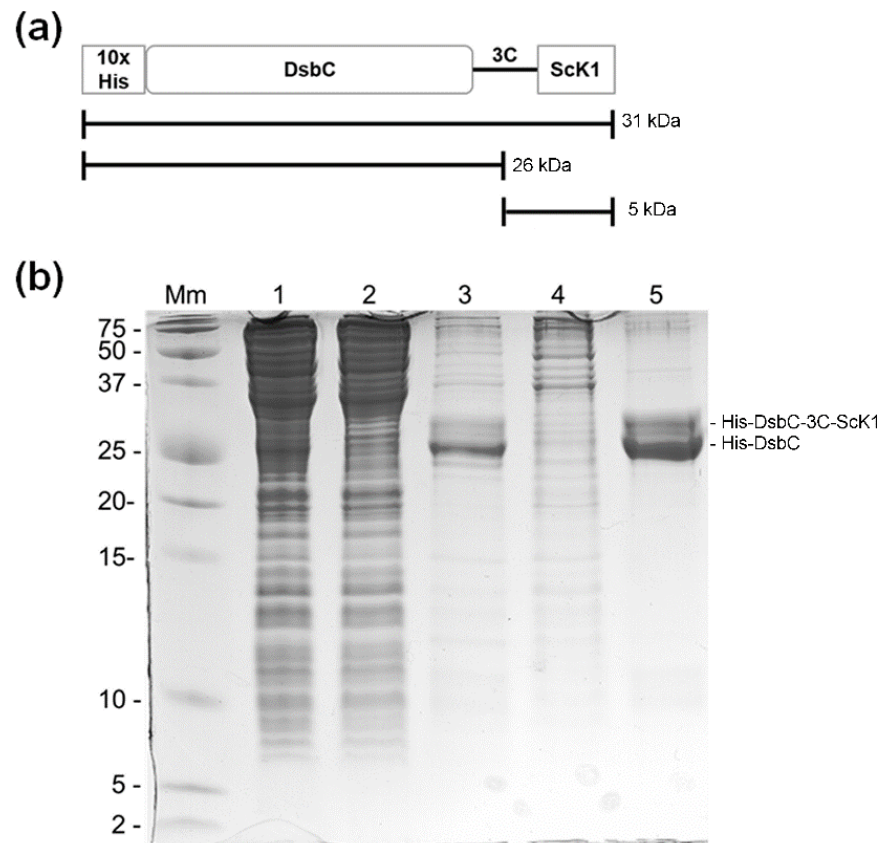 (a)
10x
His
DsbC
3C
ScK1
31 kDa
26 kDa
5 kDa
(b)
Mm 1 2 3 4 5
75 -
50 -
37 -
- His-DsbC-3C-ScK1
25 - - His-DsbC
20-
15-
10 -
5 -
2 -